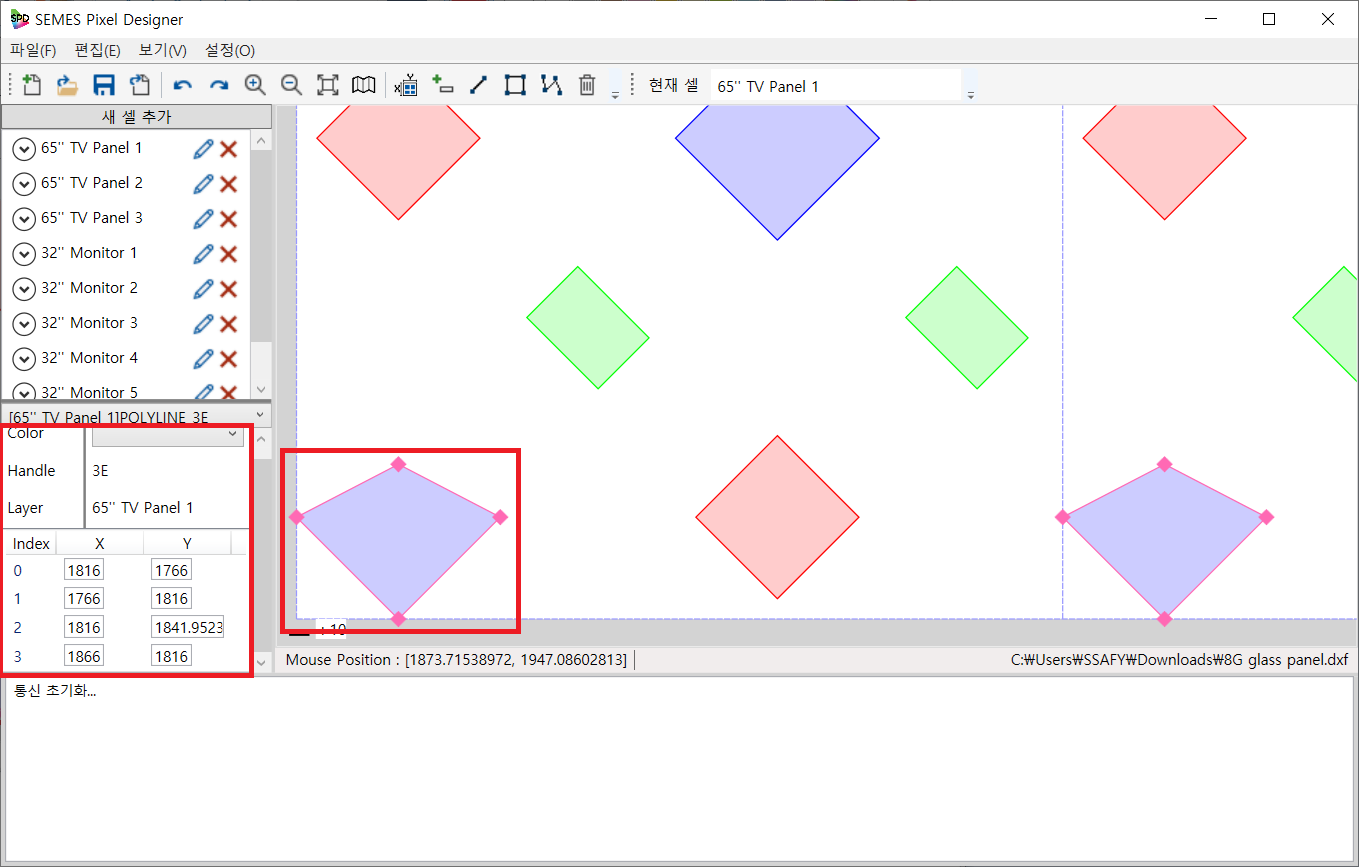 SPD SEMES Pixel Designer
파일(F) 편집(E) 보기(V) 설정(O)
현재 셀 65'' TV Panel 1
새 셀 추가
65'' TV Panel 1
65'' TV Panel 2
65'' TV Panel 3
32'' Monitor 1
32'' Monitor 2
32'' Monitor 3
32'' Monitor 4
32'' Monitor 5
[65'' TV Panel 1]POLYLINE 3E
Color
Handle 3E
Layer 65'' TV Panel 1
Index X Y
0 1816 1766
1 1766 1816
2 1816 1841.9523
3 1866 1816
: 10
Mouse Position : [1873.71538972, 1947.08602813]
C:₩Users₩SSAFY₩Downloads₩8G glass panel.dxf
통신 초기화...